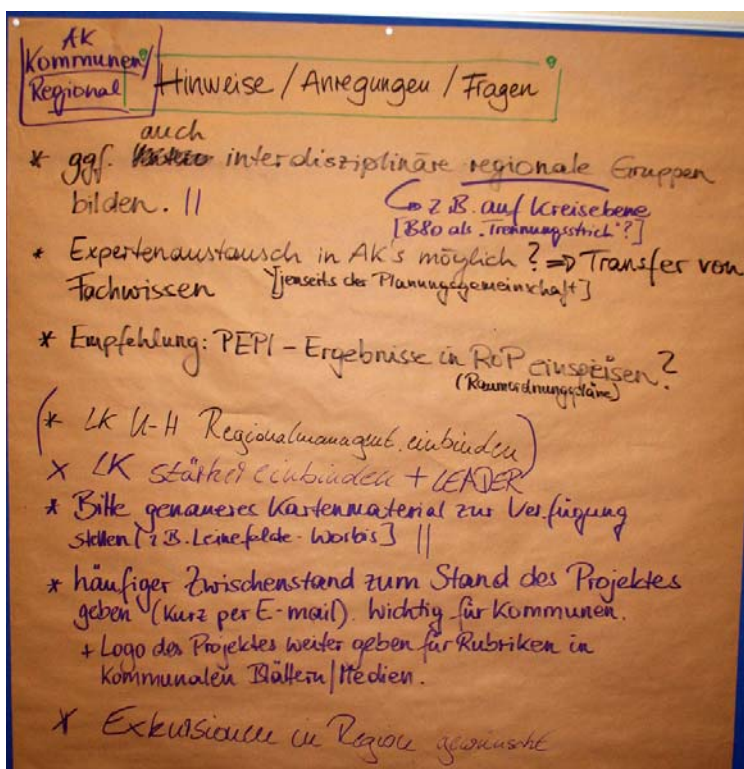 AK
Kommunen/
Regional
Hinweise / Anregungen / Fragen
auch
* ggf. interdisziplinäre regionale Gruppen
bilden. ||
↳ z.B. auf Kreisebene
[B80 als "Trennungsstrich"?]
* Expertenaustausch in AK's möglich? ⇒ Transfer von
Fachwissen
[jenseits der Planungsgemeinschaft]
* Empfehlung: PEPl - Ergebnisse in RoP einspeisen?
(Raumordnungspläne)
(* LK U-H Regionalmanagmt. einbinden)
* LK stärker einbinden + LEADER
* Bitte genaueres Kartenmaterial zur Verfügung
stellen [z.B. Leinefelde-Worbis] ||
* häufiger Zwischenstand zum Stand des Projektes
geben (kurz per E-mail). Wichtig für Kommunen.
+ Logo des Projektes weiter geben für Rubriken in
Kommunalen Blättern/Medien.
* Exkursionen in Region gewünscht